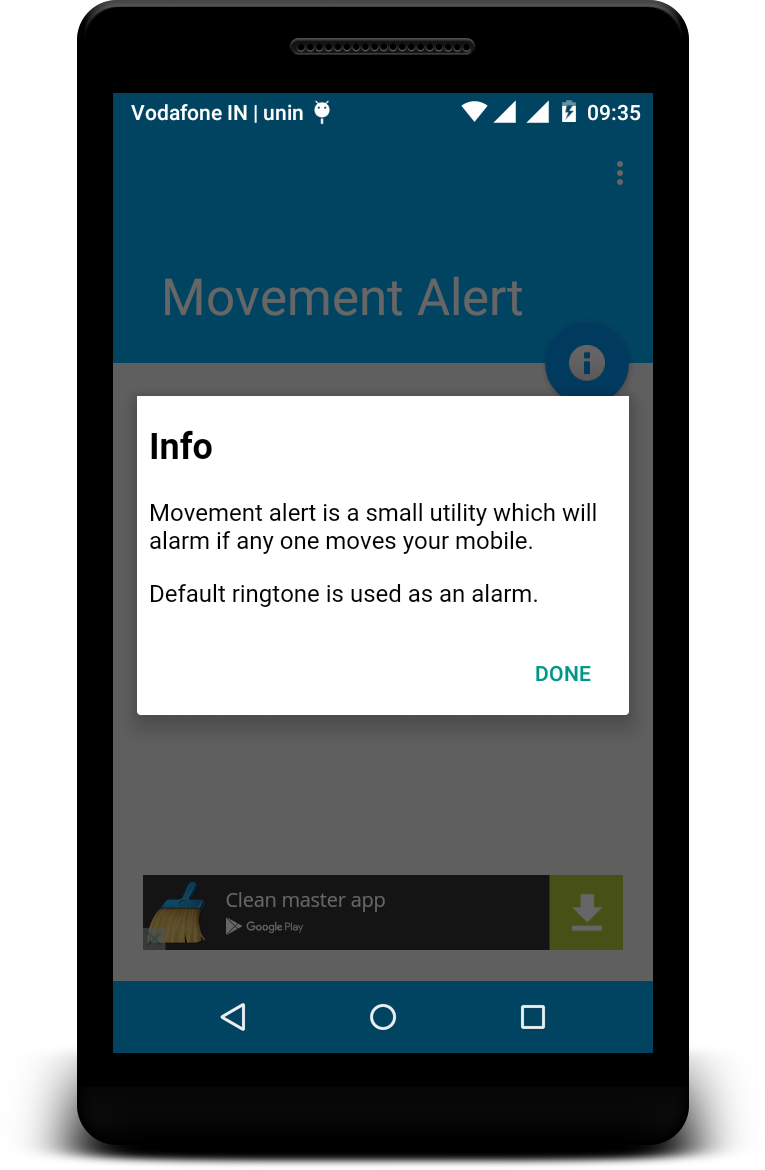 Vodafone IN | unin 09:35
Movement Alert
Info
Movement alert is a small utility which will
alarm if any one moves your mobile.
Default ringtone is used as an alarm.
DONE
Clean master app
Google Play